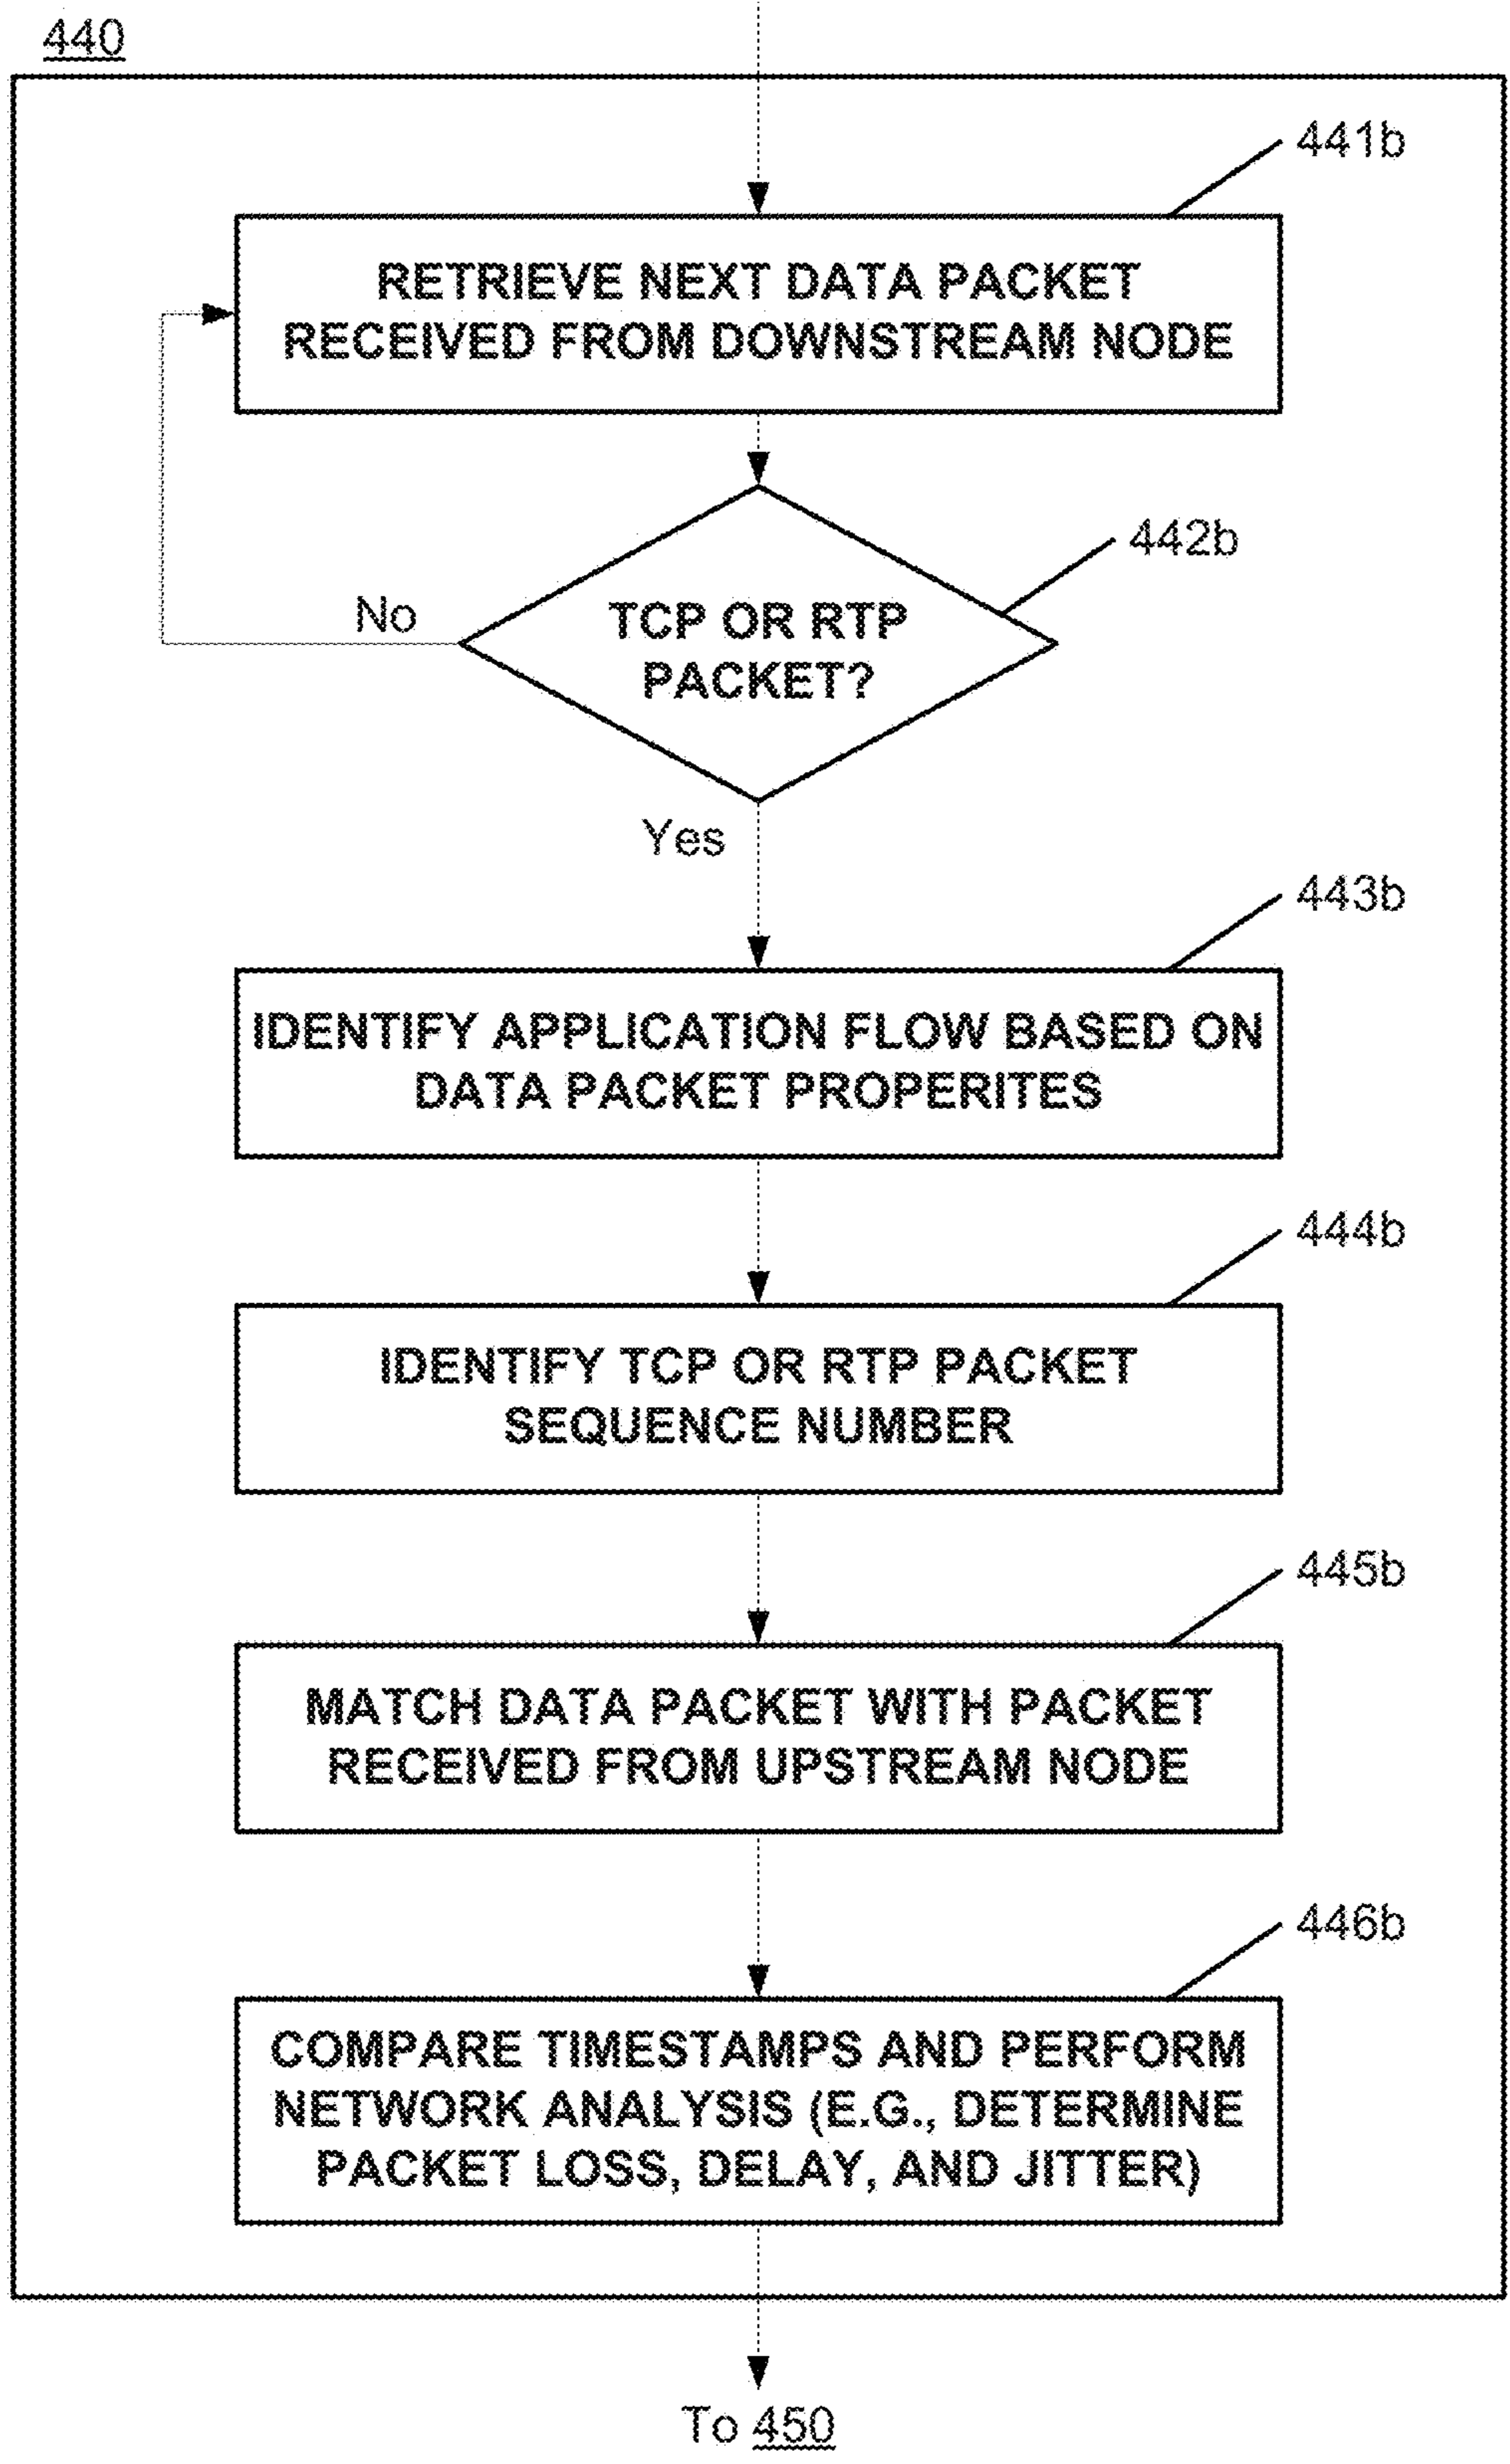 440
441b
RETRIEVE NEXT DATA PACKET
RECEIVED FROM DOWNSTREAM NODE
442b
No
TCP OR RTP
PACKET?
Yes
443b
IDENTIFY APPLICATION FLOW BASED ON
DATA PACKET PROPERITES
444b
IDENTIFY TCP OR RTP PACKET
SEQUENCE NUMBER
445b
MATCH DATA PACKET WITH PACKET
RECEIVED FROM UPSTREAM NODE
446b
COMPARE TIMESTAMPS AND PERFORM
NETWORK ANALYSIS (E.G., DETERMINE
PACKET LOSS, DELAY, AND JITTER)
To 450